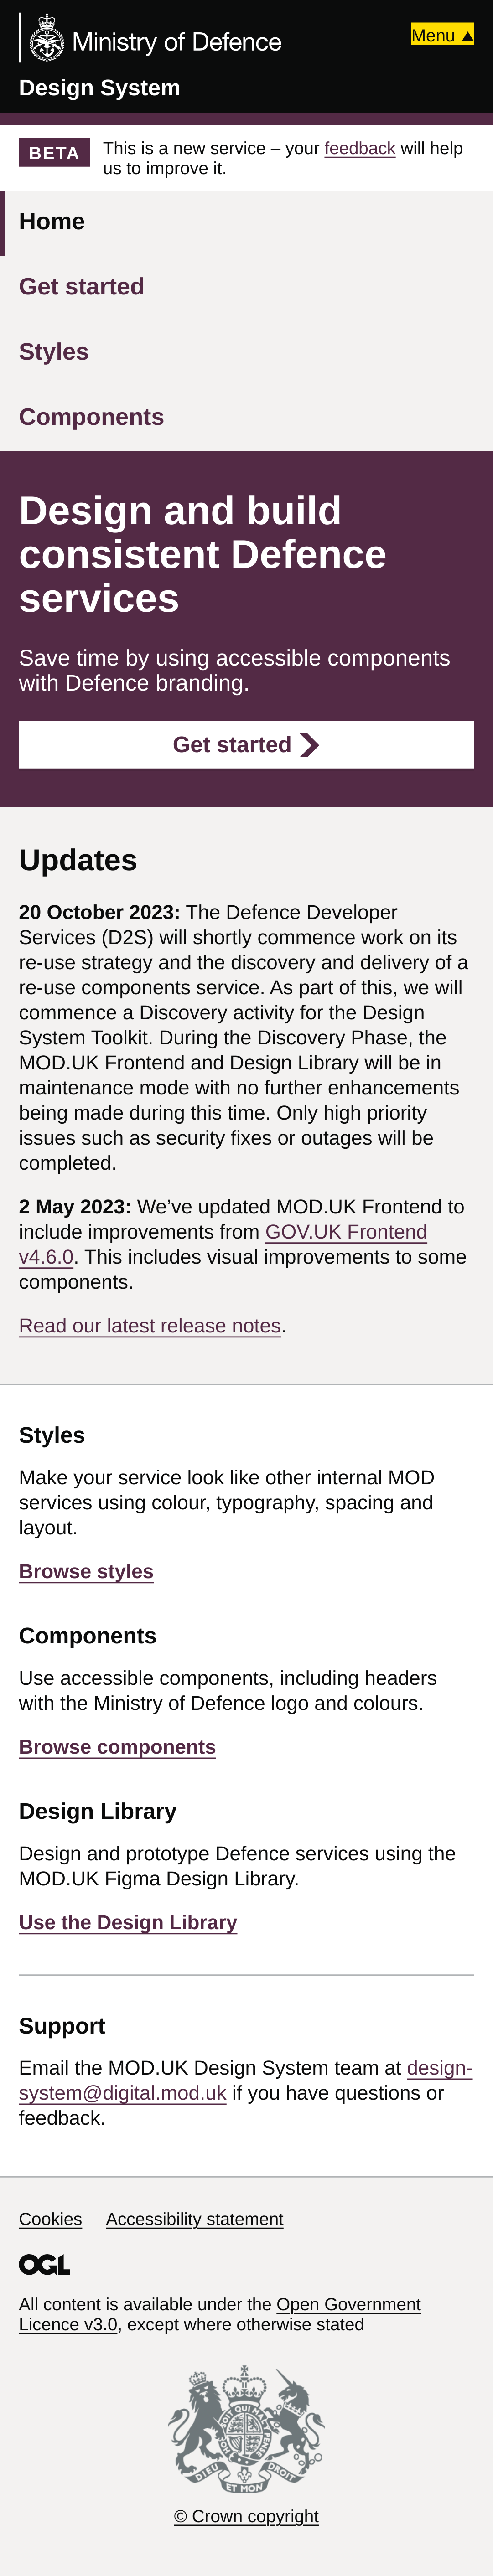 Ministry of Defence
Menu ▲
Design System
BETA
This is a new service – your feedback will help
us to improve it.
Home
Get started
Styles
Components
Design and build
consistent Defence
services
Save time by using accessible components
with Defence branding.
Get started
Updates
20 October 2023: The Defence Developer
Services (D2S) will shortly commence work on its
re-use strategy and the discovery and delivery of a
re-use components service. As part of this, we will
commence a Discovery activity for the Design
System Toolkit. During the Discovery Phase, the
MOD.UK Frontend and Design Library will be in
maintenance mode with no further enhancements
being made during this time. Only high priority
issues such as security fixes or outages will be
completed.
2 May 2023: We’ve updated MOD.UK Frontend to
include improvements from GOV.UK Frontend
v4.6.0. This includes visual improvements to some
components.
Read our latest release notes.
Styles
Make your service look like other internal MOD
services using colour, typography, spacing and
layout.
Browse styles
Components
Use accessible components, including headers
with the Ministry of Defence logo and colours.
Browse components
Design Library
Design and prototype Defence services using the
MOD.UK Figma Design Library.
Use the Design Library
Support
Email the MOD.UK Design System team at design-
system@digital.mod.uk if you have questions or
feedback.
Cookies Accessibility statement
OGL
All content is available under the Open Government
Licence v3.0, except where otherwise stated
DIEU ET MON DROIT
© Crown copyright